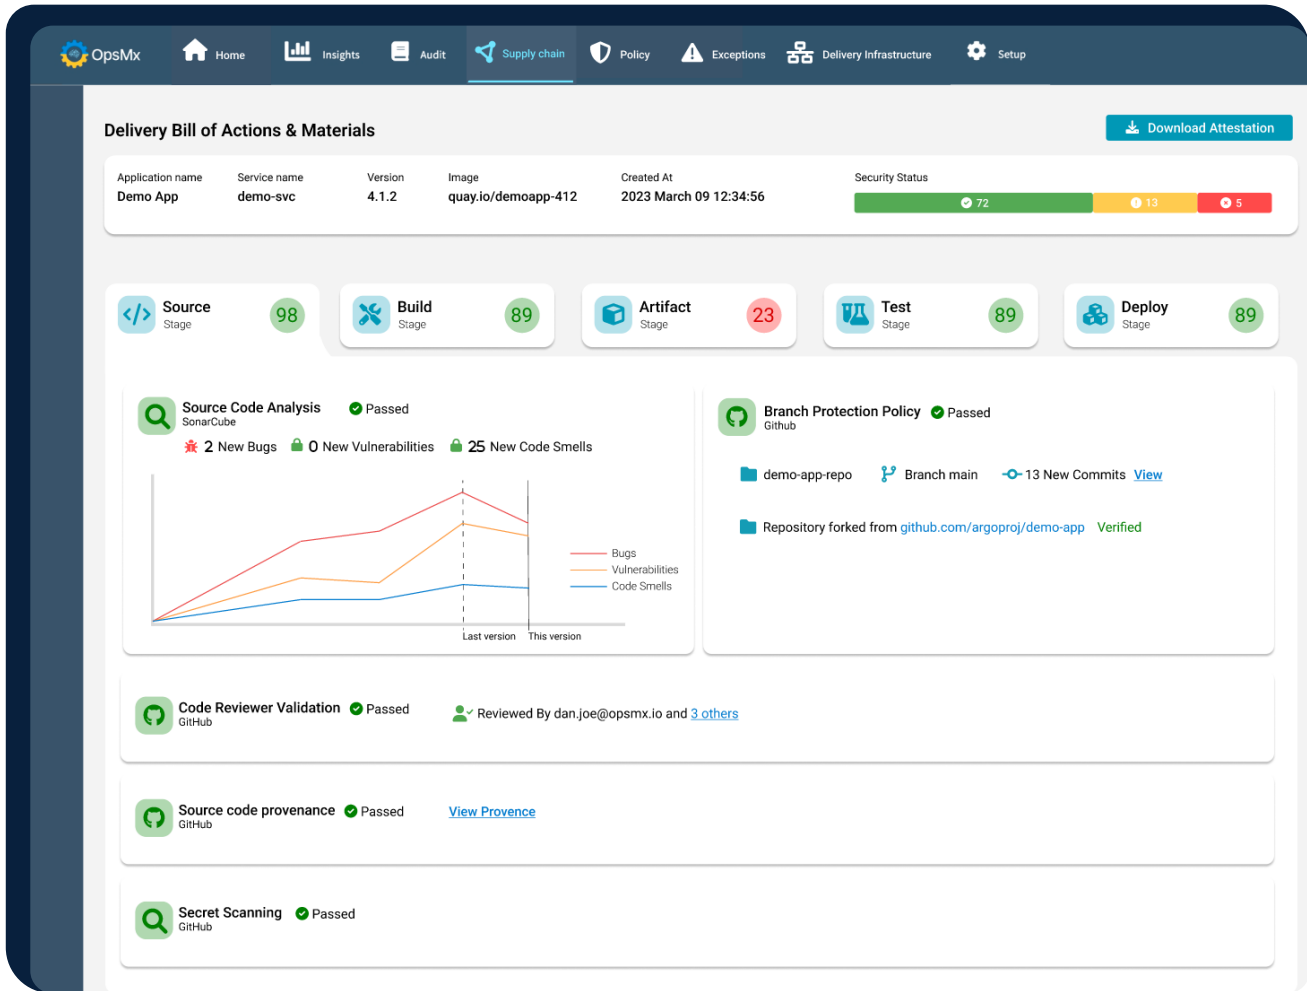 OpsMx
Home
Insights
Audit
Supply chain
Policy
Exceptions
Delivery Infrastructure
Setup
Delivery Bill of Actions & Materials
Download Attestation
Application name
Demo App
Service name
demo-svc
Version
4.1.2
Image
quay.io/demoapp-412
Created At
2023 March 09 12:34:56
Security Status
72
13
5
Source
Stage
98
Build
Stage
89
Artifact
Stage
23
Test
Stage
89
Deploy
Stage
89
Source Code Analysis
Passed
SonarCube
2 New Bugs
0 New Vulnerabilities
25 New Code Smells
Bugs
Vulnerabilities
Code Smells
Last version
This version
Branch Protection Policy
Passed
Github
demo-app-repo
Branch main
13 New Commits View
Repository forked from github.com/argoproj/demo-app Verified
Code Reviewer Validation
Passed
GitHub
Reviewed By dan.joe@opsmx.io and 3 others
Source code provenance
Passed
GitHub
View Provence
Secret Scanning
Passed
GitHub